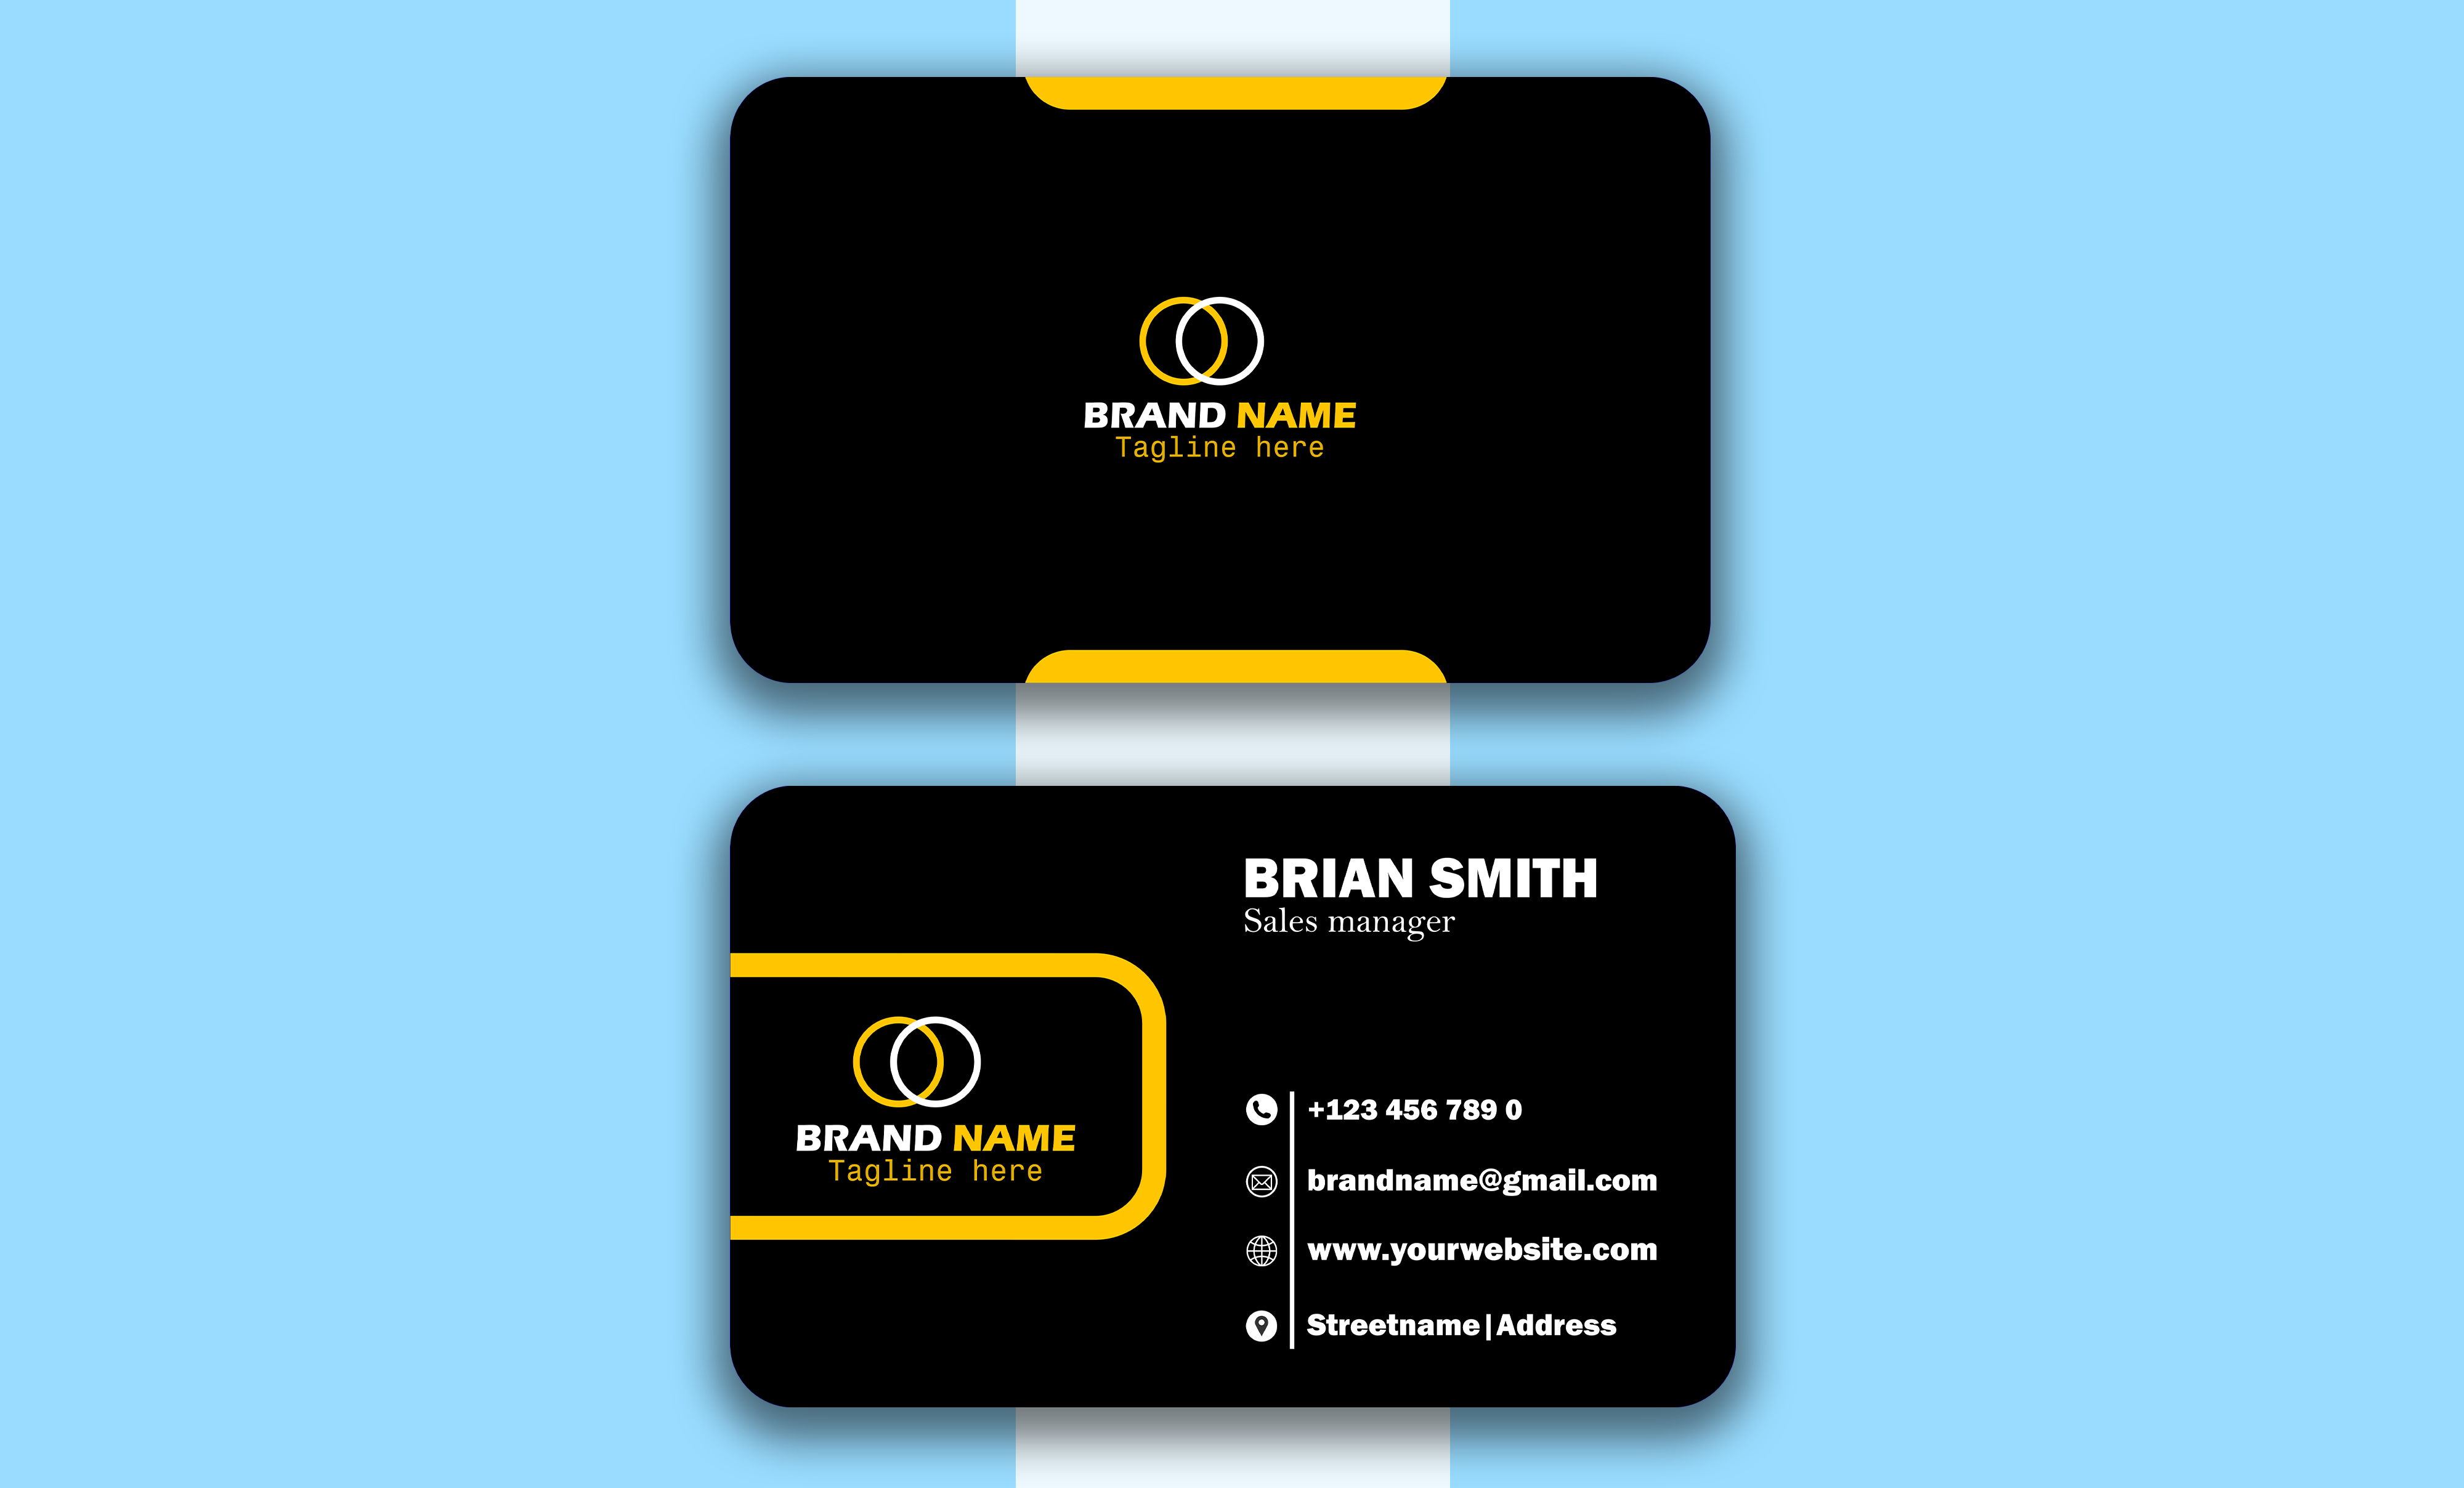 BRAND NAME
Tagline here
BRIAN SMITH
Sales manager
BRAND NAME
Tagline here
+123 456 789 0
brandname@gmail.com
www.yourwebsite.com
Streetname|Address